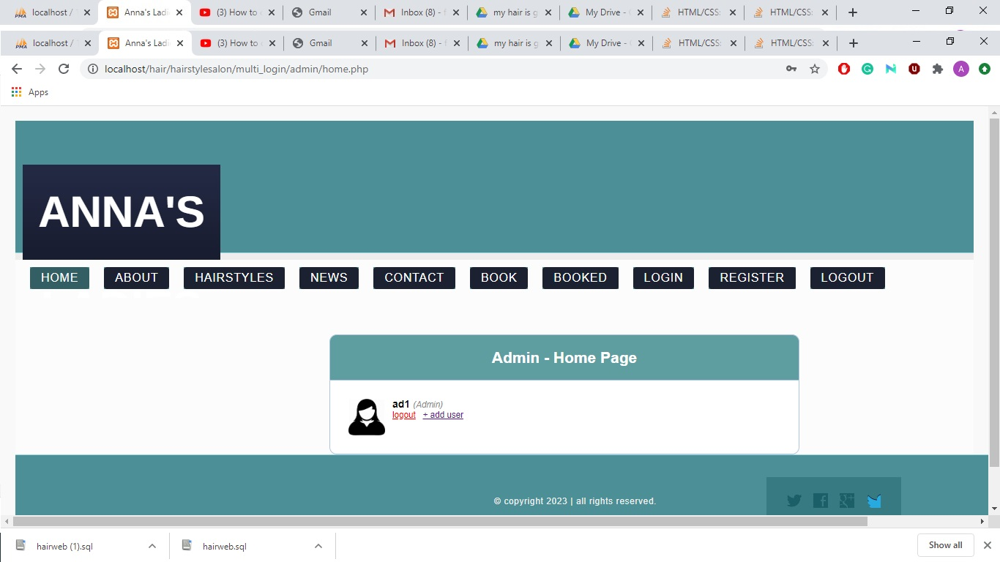 localhost / Anna's Ladi (3) How to Gmail Inbox (8) - my hair is g My Drive - HTML/CSS: HTML/CSS:
localhost / Anna's Ladi (3) How to Gmail Inbox (8) - my hair is g My Drive - HTML/CSS: HTML/CSS:
localhost/hair/hairstylesalon/multi_login/admin/home.php A
Apps
ANNA'S
HOME ABOUT HAIRSTYLES NEWS CONTACT BOOK BOOKED LOGIN REGISTER LOGOUT
Admin - Home Page
ad1 (Admin)
logout + add user
© copyright 2023 | all rights reserved.
hairweb (1).sql hairweb.sql Show all